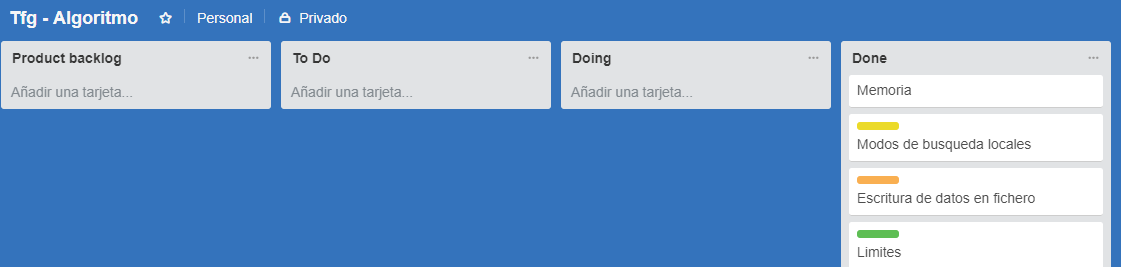 Tfg - Algoritmo Personal Privado
Product backlog ... To Do ... Doing ... Done ...
Añadir una tarjeta... Añadir una tarjeta... Añadir una tarjeta...
Memoria
Modos de busqueda locales
Escritura de datos en fichero
Limites